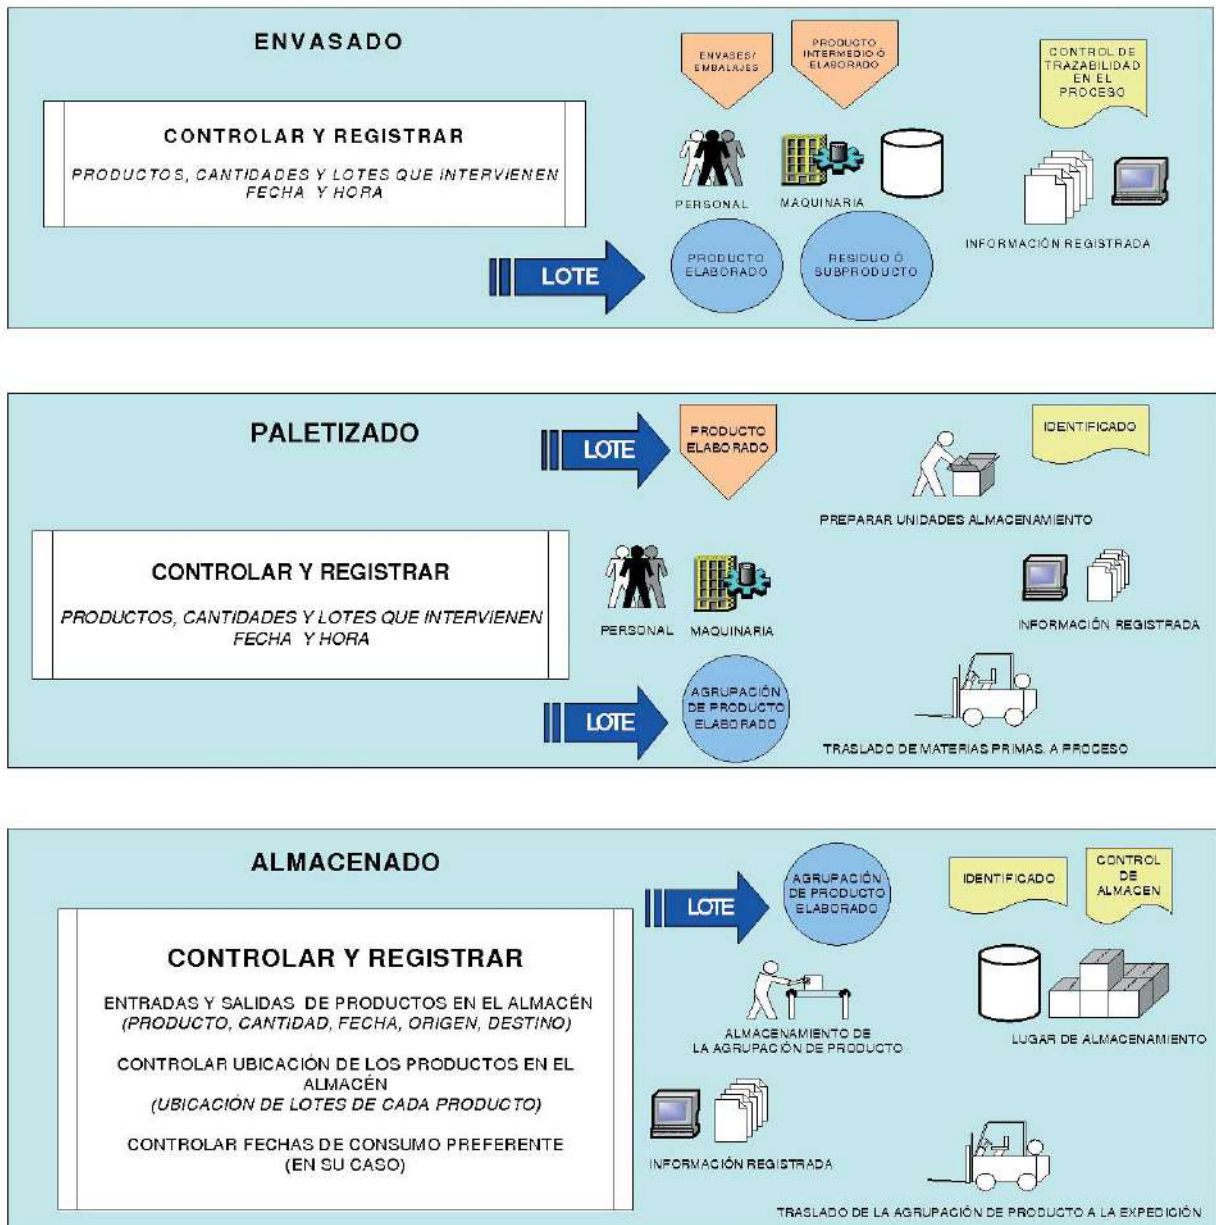 ENVASADO
CONTROLAR Y REGISTRAR
PRODUCTOS, CANTIDADES Y LOTES QUE INTERVIENEN
FECHA Y HORA
ENVASES/
EMBALAJES
PRODUCTO
INTERMEDIO Ó
ELABORADO
CONTROL DE
TRAZABILIDAD
EN EL
PROCESO
PERSONAL
MAQUINARIA
INFORMACIÓN REGISTRADA
LOTE
PRODUCTO
ELABORADO
RESIDUO Ó
SUBPRODUCTO
PALETIZADO
LOTE
PRODUCTO
ELABORADO
IDENTIFICADO
PREPARAR UNIDADES ALMACENAMIENTO
CONTROLAR Y REGISTRAR
PRODUCTOS, CANTIDADES Y LOTES QUE INTERVIENEN
FECHA Y HORA
PERSONAL
MAQUINARIA
INFORMACIÓN REGISTRADA
LOTE
AGRUPACIÓN
DE PRODUCTO
ELABORADO
TRASLADO DE MATERIAS PRIMAS. A PROCESO
ALMACENADO
LOTE
AGRUPACIÓN
DE PRODUCTO
ELABORADO
IDENTIFICADO
CONTROL
DE
ALMACEN
CONTROLAR Y REGISTRAR
ENTRADAS Y SALIDAS DE PRODUCTOS EN EL ALMACÉN
(PRODUCTO, CANTIDAD, FECHA, ORIGEN, DESTINO)
CONTROLAR UBICACIÓN DE LOS PRODUCTOS EN EL
ALMACÉN
(UBICACIÓN DE LOTES DE CADA PRODUCTO)
CONTROLAR FECHAS DE CONSUMO PREFERENTE
(EN SU CASO)
ALMACENAMIENTO DE
LA AGRUPACIÓN DE PRODUCTO
LUGAR DE ALMACENAMIENTO
INFORMACIÓN REGISTRADA
TRASLADO DE LA AGRUPACIÓN DE PRODUCTO A LA EXPEDICIÓN